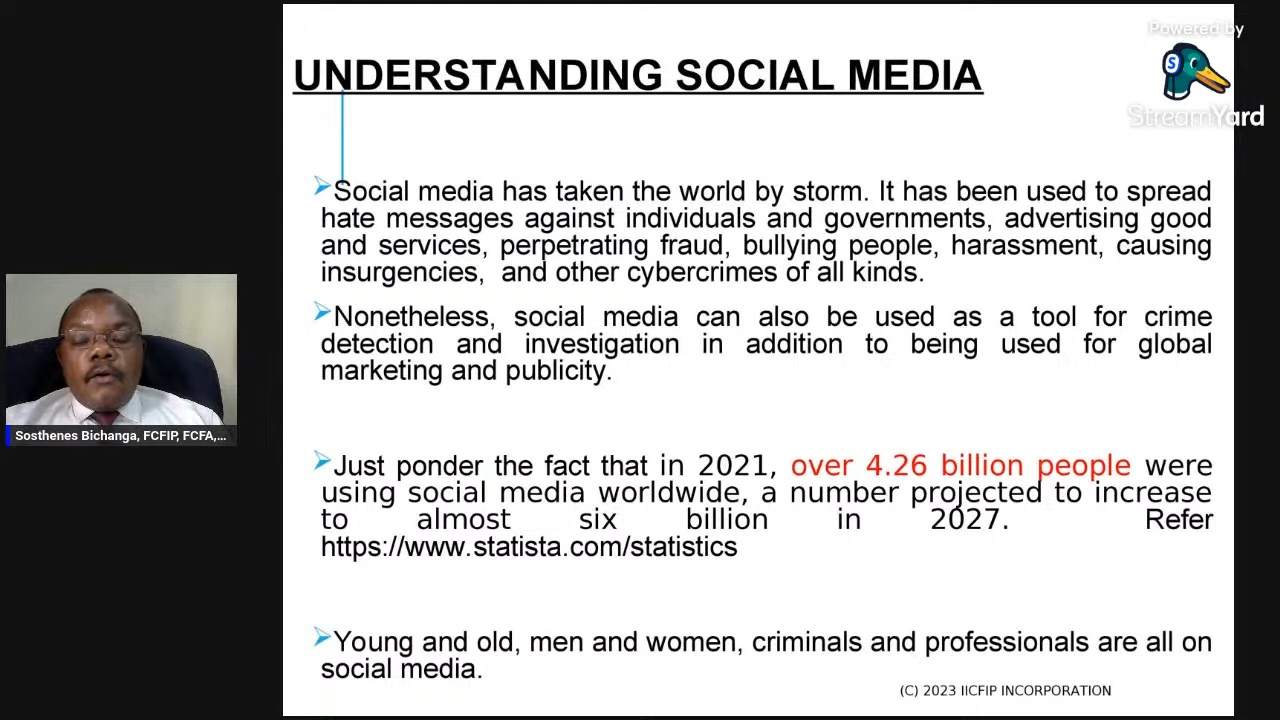 Powered by
StreamYard
UNDERSTANDING SOCIAL MEDIA
Social media has taken the world by storm. It has been used to spread
hate messages against individuals and governments, advertising good
and services, perpetrating fraud, bullying people, harassment, causing
insurgencies, and other cybercrimes of all kinds.
Nonetheless, social media can also be used as a tool for crime
detection and investigation in addition to being used for global
marketing and publicity.
Just ponder the fact that in 2021, over 4.26 billion people were
using social media worldwide, a number projected to increase
to almost six billion in 2027. Refer
https://www.statista.com/statistics
Young and old, men and women, criminals and professionals are all on
social media.
(C) 2023 IICFIP INCORPORATION
Sosthenes Bichanga, FCFIP, FCFA,...